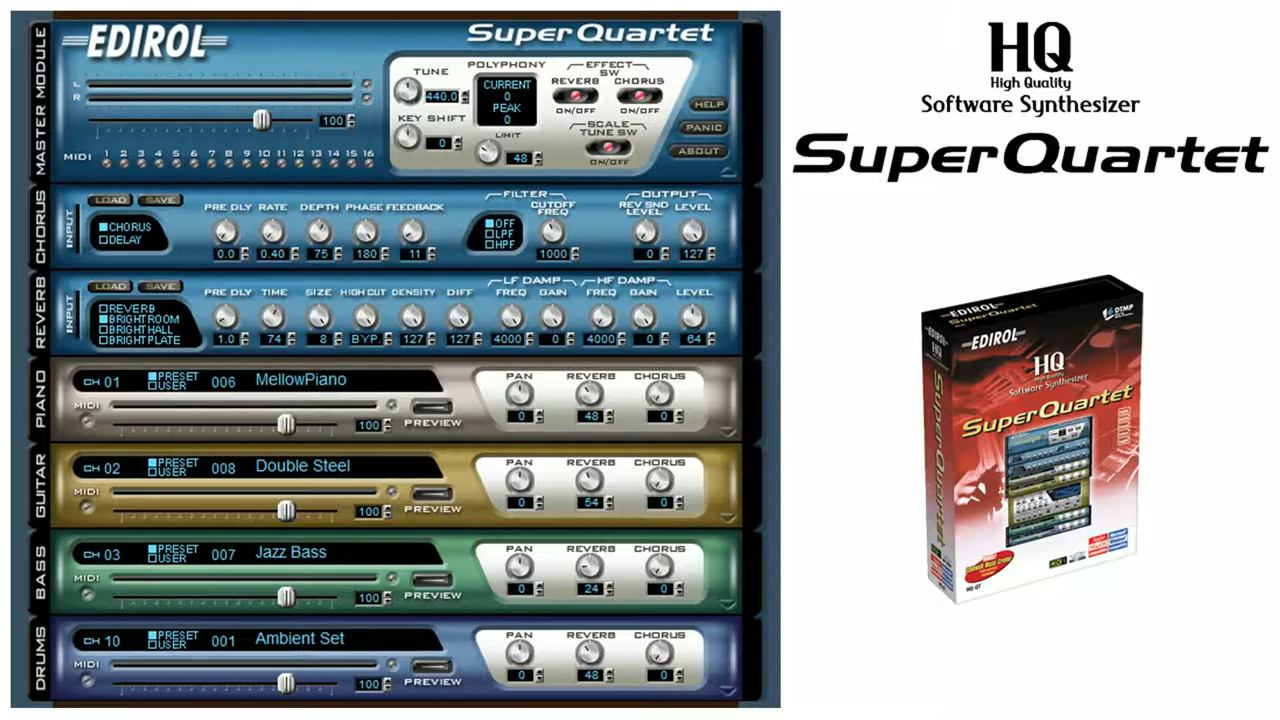 EDIROL
SuperQuartet
MASTER MODULE
L
R
100
MIDI 1 2 3 4 5 6 7 8 9 10 11 12 13 14 15 16
TUNE
440.0
KEY SHIFT
0
POLYPHONY
CURRENT
0
PEAK
0
LIMIT
48
EFFECT
SW
REVERB CHORUS
ON/OFF ON/OFF
SCALE
TUNE SW
ON/OFF
HELP
PANIC
ABOUT
CHORUS
INPUT
LOAD SAVE
CHORUS
DELAY
PRE DLY RATE DEPTH PHASE FEEDBACK
0.0 0.40 75 180 11
FILTER
OFF
LPF
HPF
CUTOFF
FREQ
1000
OUTPUT
REV SND
LEVEL LEVEL
0 127
REVERB
INPUT
LOAD SAVE
REVERB
BRIGHT ROOM
BRIGHT HALL
BRIGHT PLATE
PRE DLY TIME SIZE HIGH CUT DENSITY DIFF
1.0 74 8 BYP. 127 127
LF DAMP HF DAMP
FREQ GAIN FREQ GAIN LEVEL
4000 0 4000 0 64
PIANO
CH 01 PRESET
USER
006 MellowPiano
MIDI
100
PREVIEW
PAN REVERB CHORUS
0 48 0
GUITAR
CH 02 PRESET
USER
008 Double Steel
MIDI
100
PREVIEW
PAN REVERB CHORUS
0 54 0
BASS
CH 03 PRESET
USER
007 Jazz Bass
MIDI
100
PREVIEW
PAN REVERB CHORUS
0 24 0
DRUMS
CH 10 PRESET
USER
001 Ambient Set
MIDI
100
PREVIEW
PAN REVERB CHORUS
0 48 0
HQ
High Quality
Software Synthesizer
SuperQuartet
EDIROL
SuperQuartet
DTMP
EDIROL
HQ
High Quality
Software Synthesizer
SuperQuartet
SuperQuartet
HQ-QT